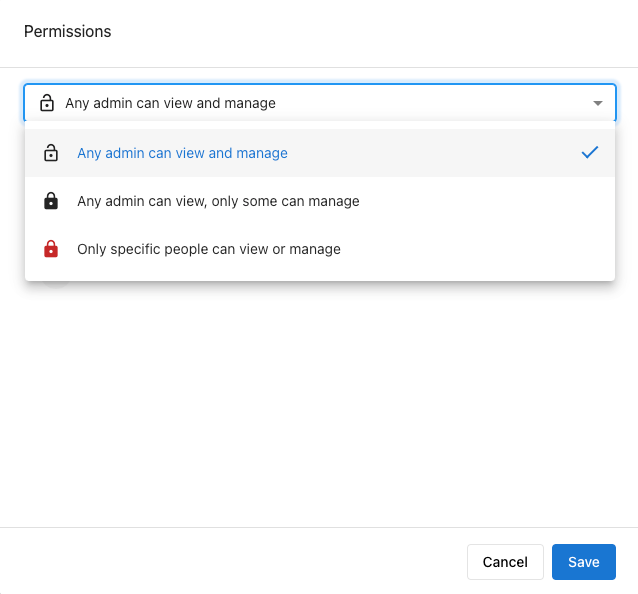 Permissions
Any admin can view and manage
Any admin can view and manage
Any admin can view, only some can manage
Only specific people can view or manage
Cancel Save